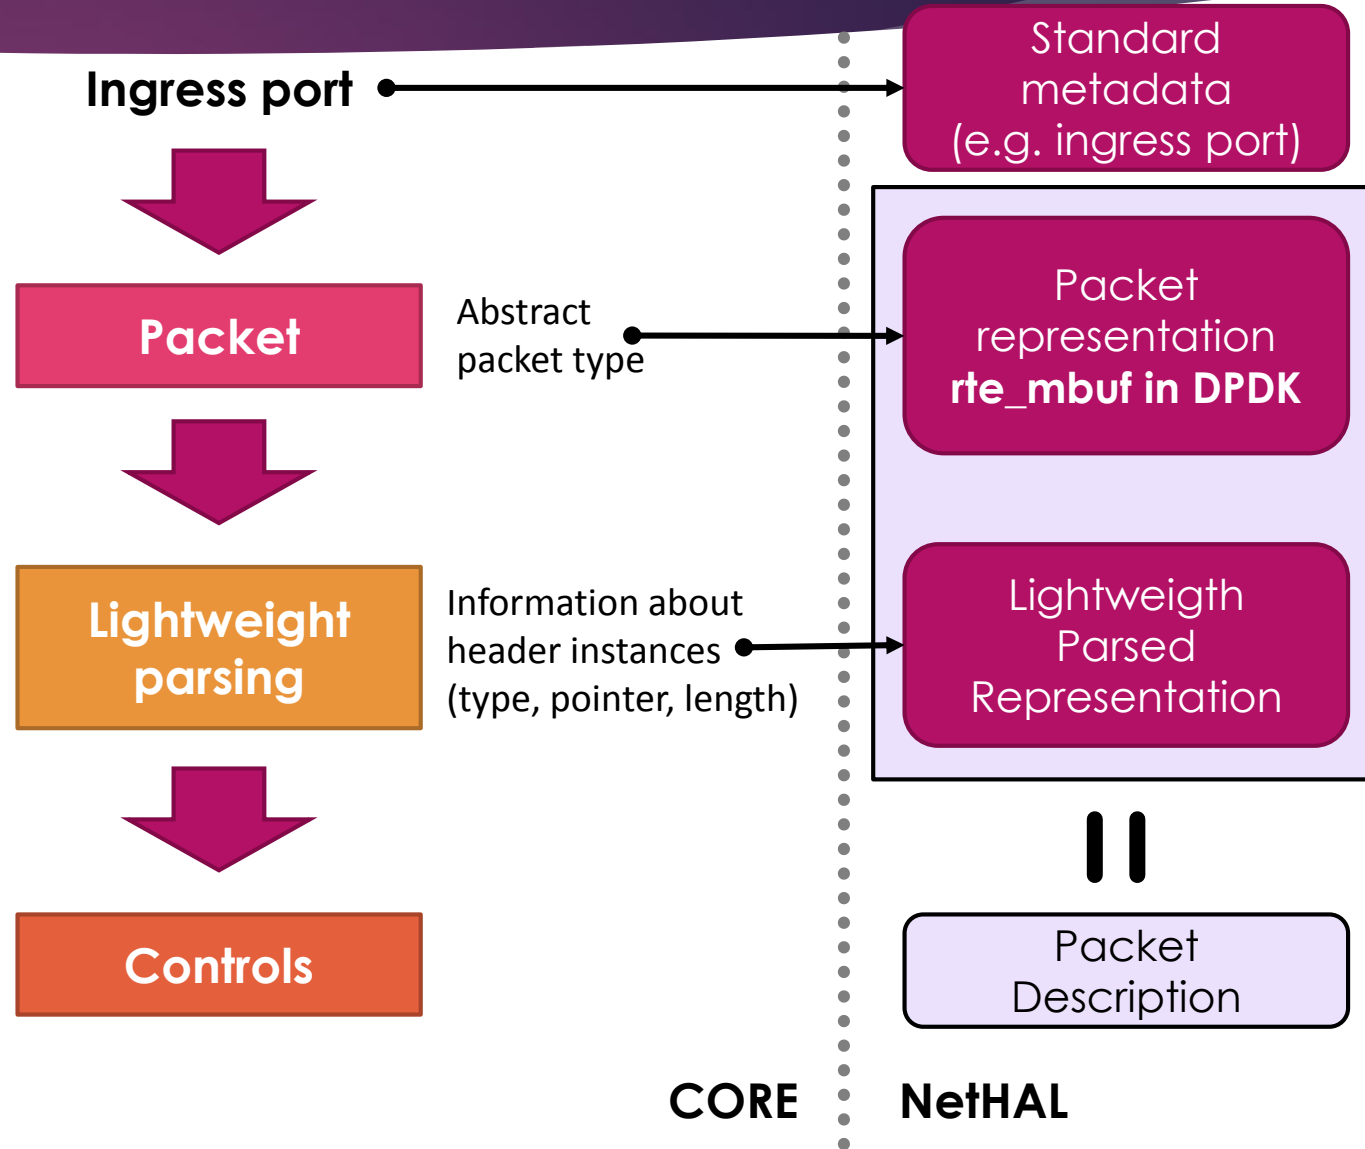 Ingress port
Standard
metadata
(e.g. ingress port)
Packet
Abstract
packet type
Packet
representation
rte_mbuf in DPDK
Lightweight
parsing
Information about
header instances
(type, pointer, length)
Lightweigth
Parsed
Representation
Controls
Packet
Description
CORE
NetHAL